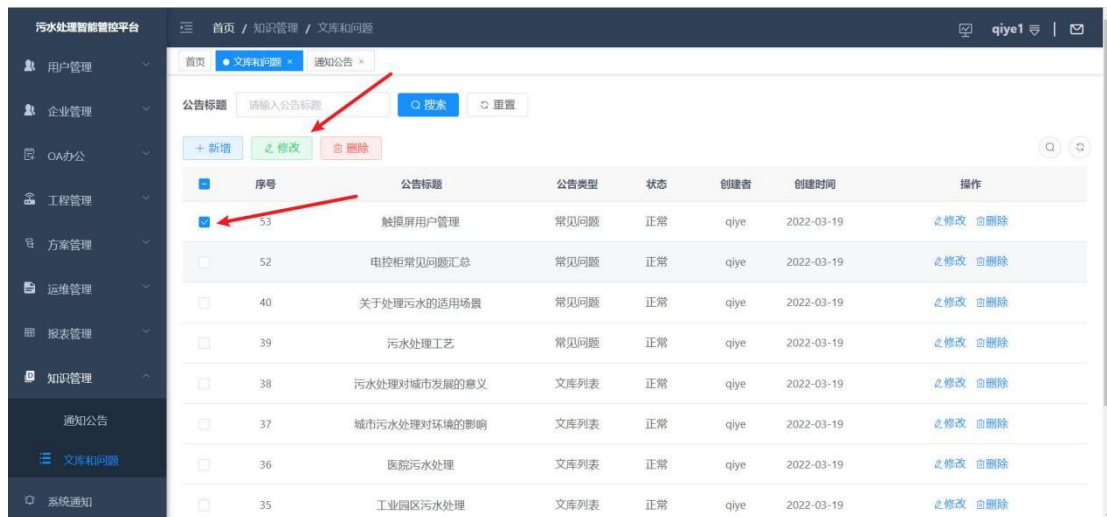 污水处理智能管控平台
首页 / 知识管理 / 文库和问题
qiye1
用户管理
首页 文库和问题 × 通知公告 ×
企业管理
公告标题 请输入公告标题 搜索 重置
OA办公
+ 新增 修改 删除
序号 公告标题 公告类型 状态 创建者 创建时间 操作
工程管理
53 触摸屏用户管理 常见问题 正常 qiye 2022-03-19 修改 删除
方案管理
52 电控柜常见问题汇总 常见问题 正常 qiye 2022-03-19 修改 删除
运维管理
40 关于处理污水的适用场景 常见问题 正常 qiye 2022-03-19 修改 删除
报表管理
39 污水处理工艺 常见问题 正常 qiye 2022-03-19 修改 删除
知识管理
38 污水处理对城市发展的意义 文库列表 正常 qiye 2022-03-19 修改 删除
通知公告
37 城市污水处理对环境的影响 文库列表 正常 qiye 2022-03-19 修改 删除
文库和问题
36 医院污水处理 文库列表 正常 qiye 2022-03-19 修改 删除
系统通知
35 工业园区污水处理 文库列表 正常 qiye 2022-03-19 修改 删除